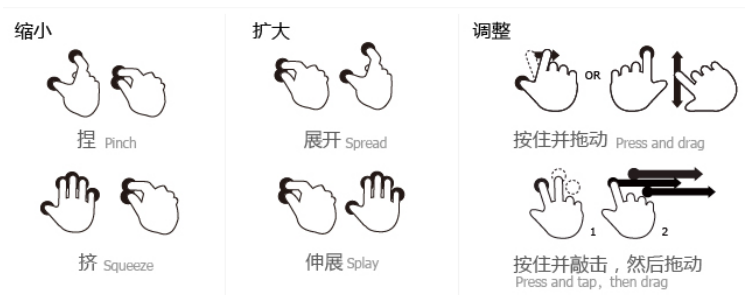 缩小
捏 Pinch
挤 Squeeze
扩大
展开 Spread
伸展 Splay
调整
OR
按住并拖动 Press and drag
1 2
按住并敲击，然后拖动
Press and tap, then drag